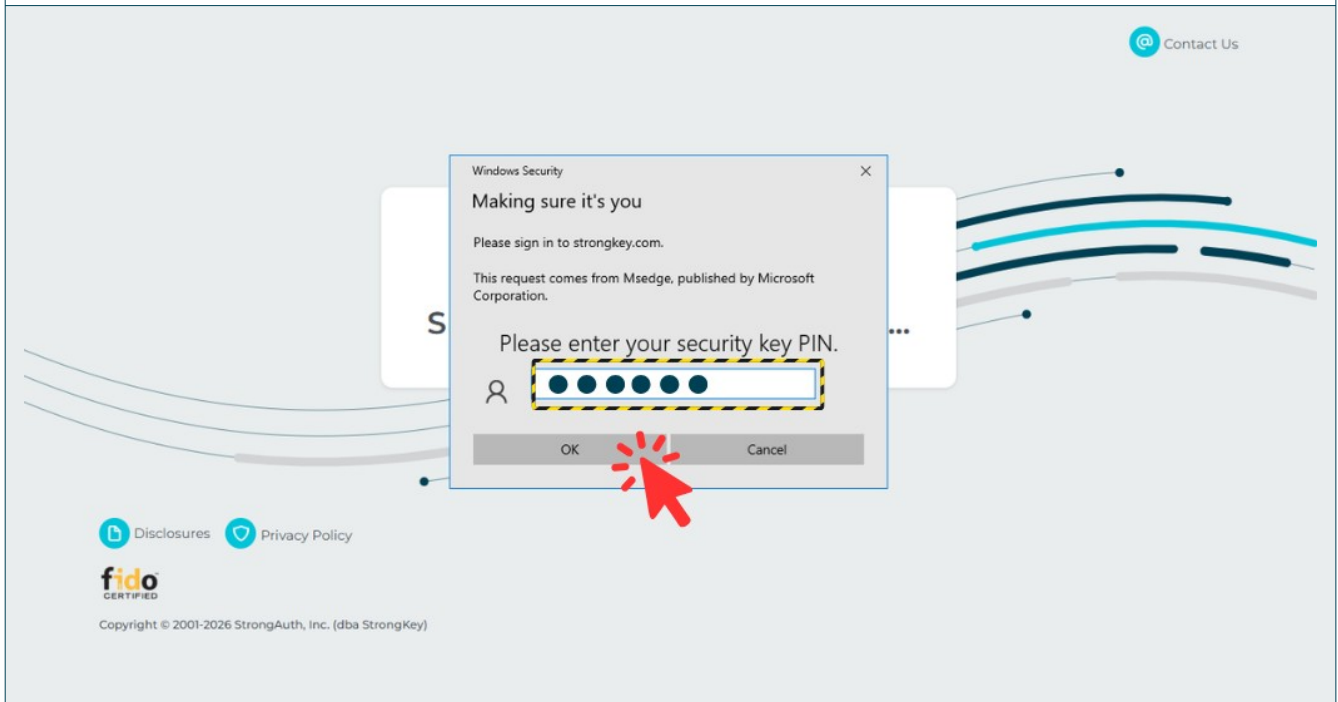 Contact Us
Windows Security
Making sure it's you
Please sign in to strongkey.com.
This request comes from Msedge, published by Microsoft
Corporation.
S
...
Please enter your security key PIN.
OK
Cancel
Disclosures
Privacy Policy
fido
CERTIFIED
Copyright © 2001-2026 StrongAuth, Inc. (dba StrongKey)